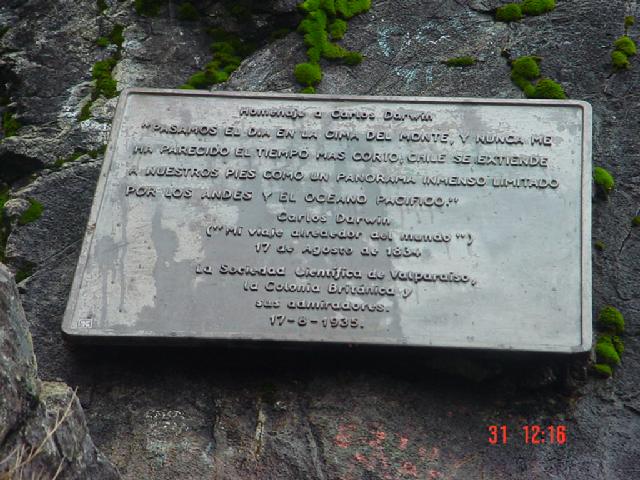 Homenaje a Carlos Darwin
"PASAMOS EL DIA EN LA CIMA DEL MONTE, Y NUNCA ME
HA PARECIDO EL TIEMPO MAS CORTO, CHILE SE EXTIENDE
A NUESTROS PIES COMO UN PANORAMA INMENSO LIMITADO
POR LOS ANDES Y EL OCEANO PACIFICO."
Carlos Darwin
("Mi viaje alrededor del mundo")
17 de Agosto de 1834
La Sociedad Científica de Valparaíso,
la Colonia Británica y
sus admiradores.
17-8-1935.
31 12:16